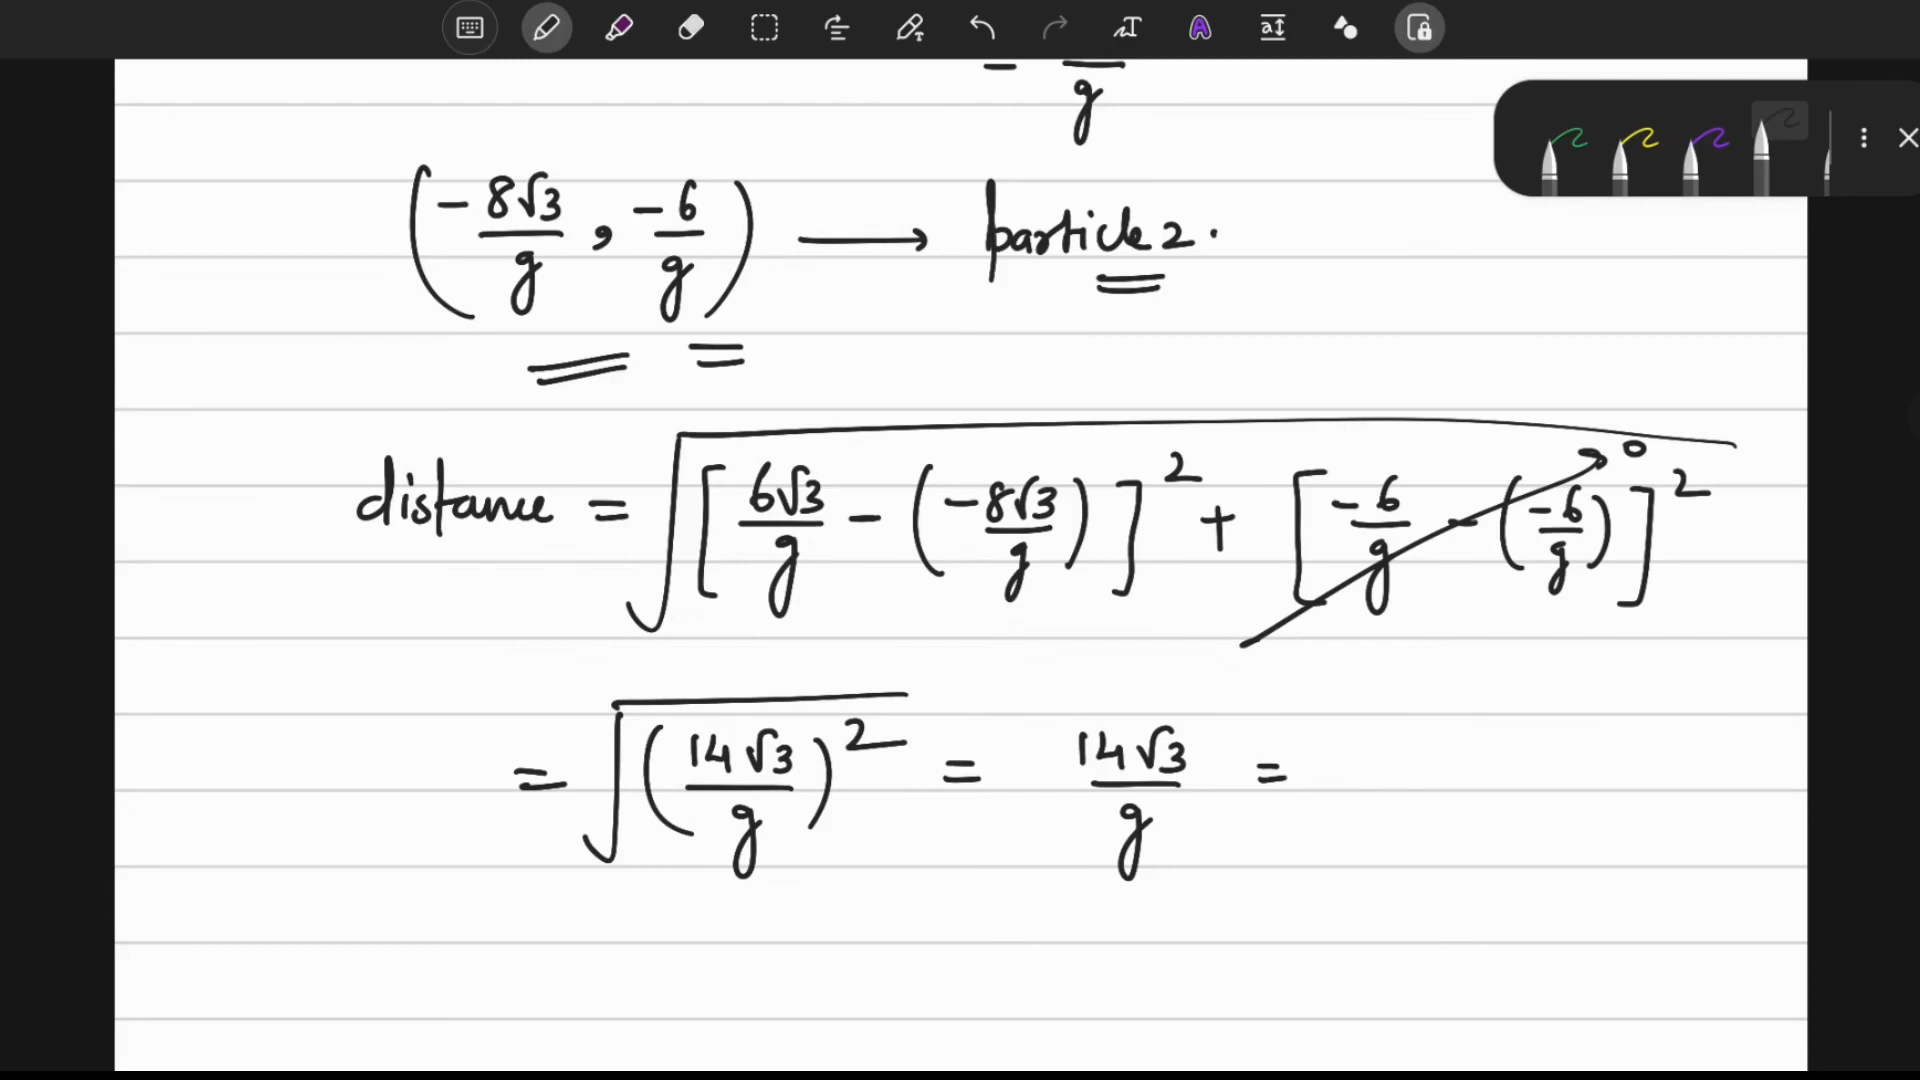 - — / g
(-8√3/g, -6/g) → particle 2.
distance = √([6√3/g - (-8√3/g)]² + [-6/g - (-6/g)]²) 0
= √((14√3/g)²) = 14√3/g =